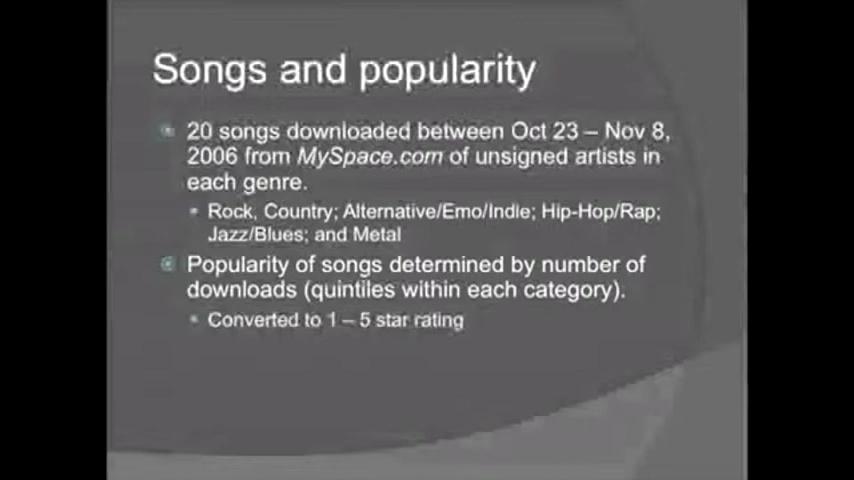 Songs and popularity
20 songs downloaded between Oct 23 – Nov 8,
2006 from MySpace.com of unsigned artists in
each genre.
Rock, Country; Alternative/Emo/Indie; Hip-Hop/Rap;
Jazz/Blues; and Metal
Popularity of songs determined by number of
downloads (quintiles within each category).
Converted to 1 – 5 star rating